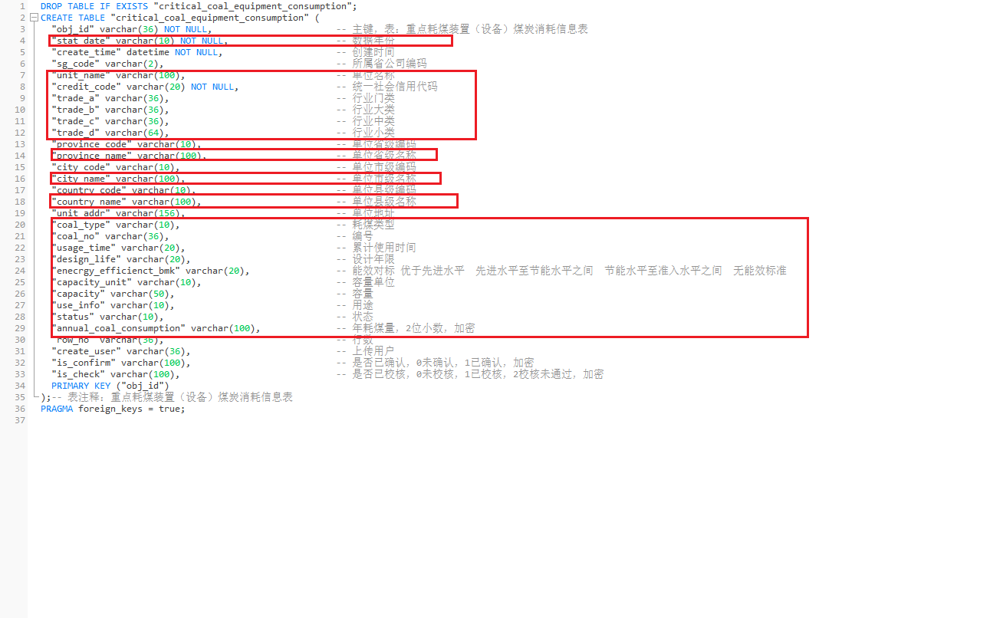 1 DROP TABLE IF EXISTS "critical_coal_equipment_consumption";
2 CREATE TABLE "critical_coal_equipment_consumption" (
3 "obj_id" varchar(36) NOT NULL, -- 主键，表：重点耗煤装置（设备）煤炭消耗信息表
4 "stat_date" varchar(10) NOT NULL, -- 数据年份
5 "create_time" datetime NOT NULL, -- 创建时间
6 "sg_code" varchar(2), -- 所属省公司编码
7 "unit_name" varchar(100), -- 单位名称
8 "credit_code" varchar(20) NOT NULL, -- 统一社会信用代码
9 "trade_a" varchar(36), -- 行业门类
10 "trade_b" varchar(36), -- 行业大类
11 "trade_c" varchar(36), -- 行业中类
12 "trade_d" varchar(64), -- 行业小类
13 "province_code" varchar(10), -- 单位省级编码
14 "province_name" varchar(100), -- 单位省级名称
15 "city_code" varchar(10), -- 单位市级编码
16 "city_name" varchar(100), -- 单位市级名称
17 "country_code" varchar(10), -- 单位县级编码
18 "country_name" varchar(100), -- 单位县级名称
19 "unit_addr" varchar(156), -- 单位地址
20 "coal_type" varchar(10), -- 耗煤类型
21 "coal_no" varchar(36), -- 编号
22 "usage_time" varchar(20), -- 累计使用时间
23 "design_life" varchar(20), -- 设计年限
24 "enecrgy_efficienct_bmk" varchar(20), -- 能效对标 优于先进水平  先进水平至节能水平之间  节能水平至准入水平之间  无能效标准
25 "capacity_unit" varchar(10), -- 容量单位
26 "capacity" varchar(50), -- 容量
27 "use_info" varchar(10), -- 用途
28 "status" varchar(10), -- 状态
29 "annual_coal_consumption" varchar(100), -- 年耗煤量，2位小数，加密
30 "row_no" varchar(36), -- 行数
31 "create_user" varchar(36), -- 上传用户
32 "is_confirm" varchar(100), -- 是否已确认，0未确认，1已确认，加密
33 "is_check" varchar(100), -- 是否已校核，0未校核，1已校核，2校核未通过，加密
34 PRIMARY KEY ("obj_id")
35 );-- 表注释：重点耗煤装置（设备）煤炭消耗信息表
36 PRAGMA foreign_keys = true;
37